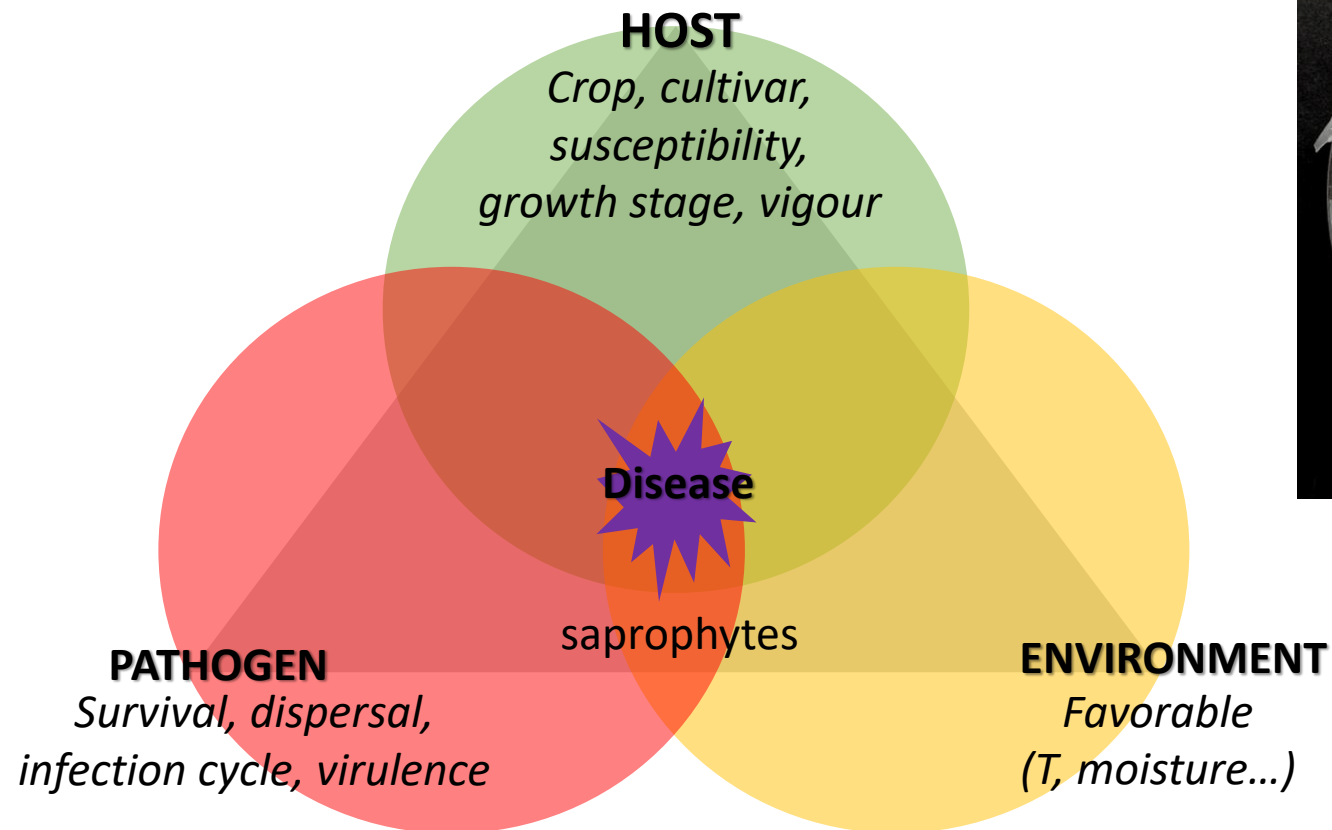 HOST
Crop, cultivar,
susceptibility,
growth stage, vigour
Disease
saprophytes
PATHOGEN
Survival, dispersal,
infection cycle, virulence
ENVIRONMENT
Favorable
(T, moisture…)